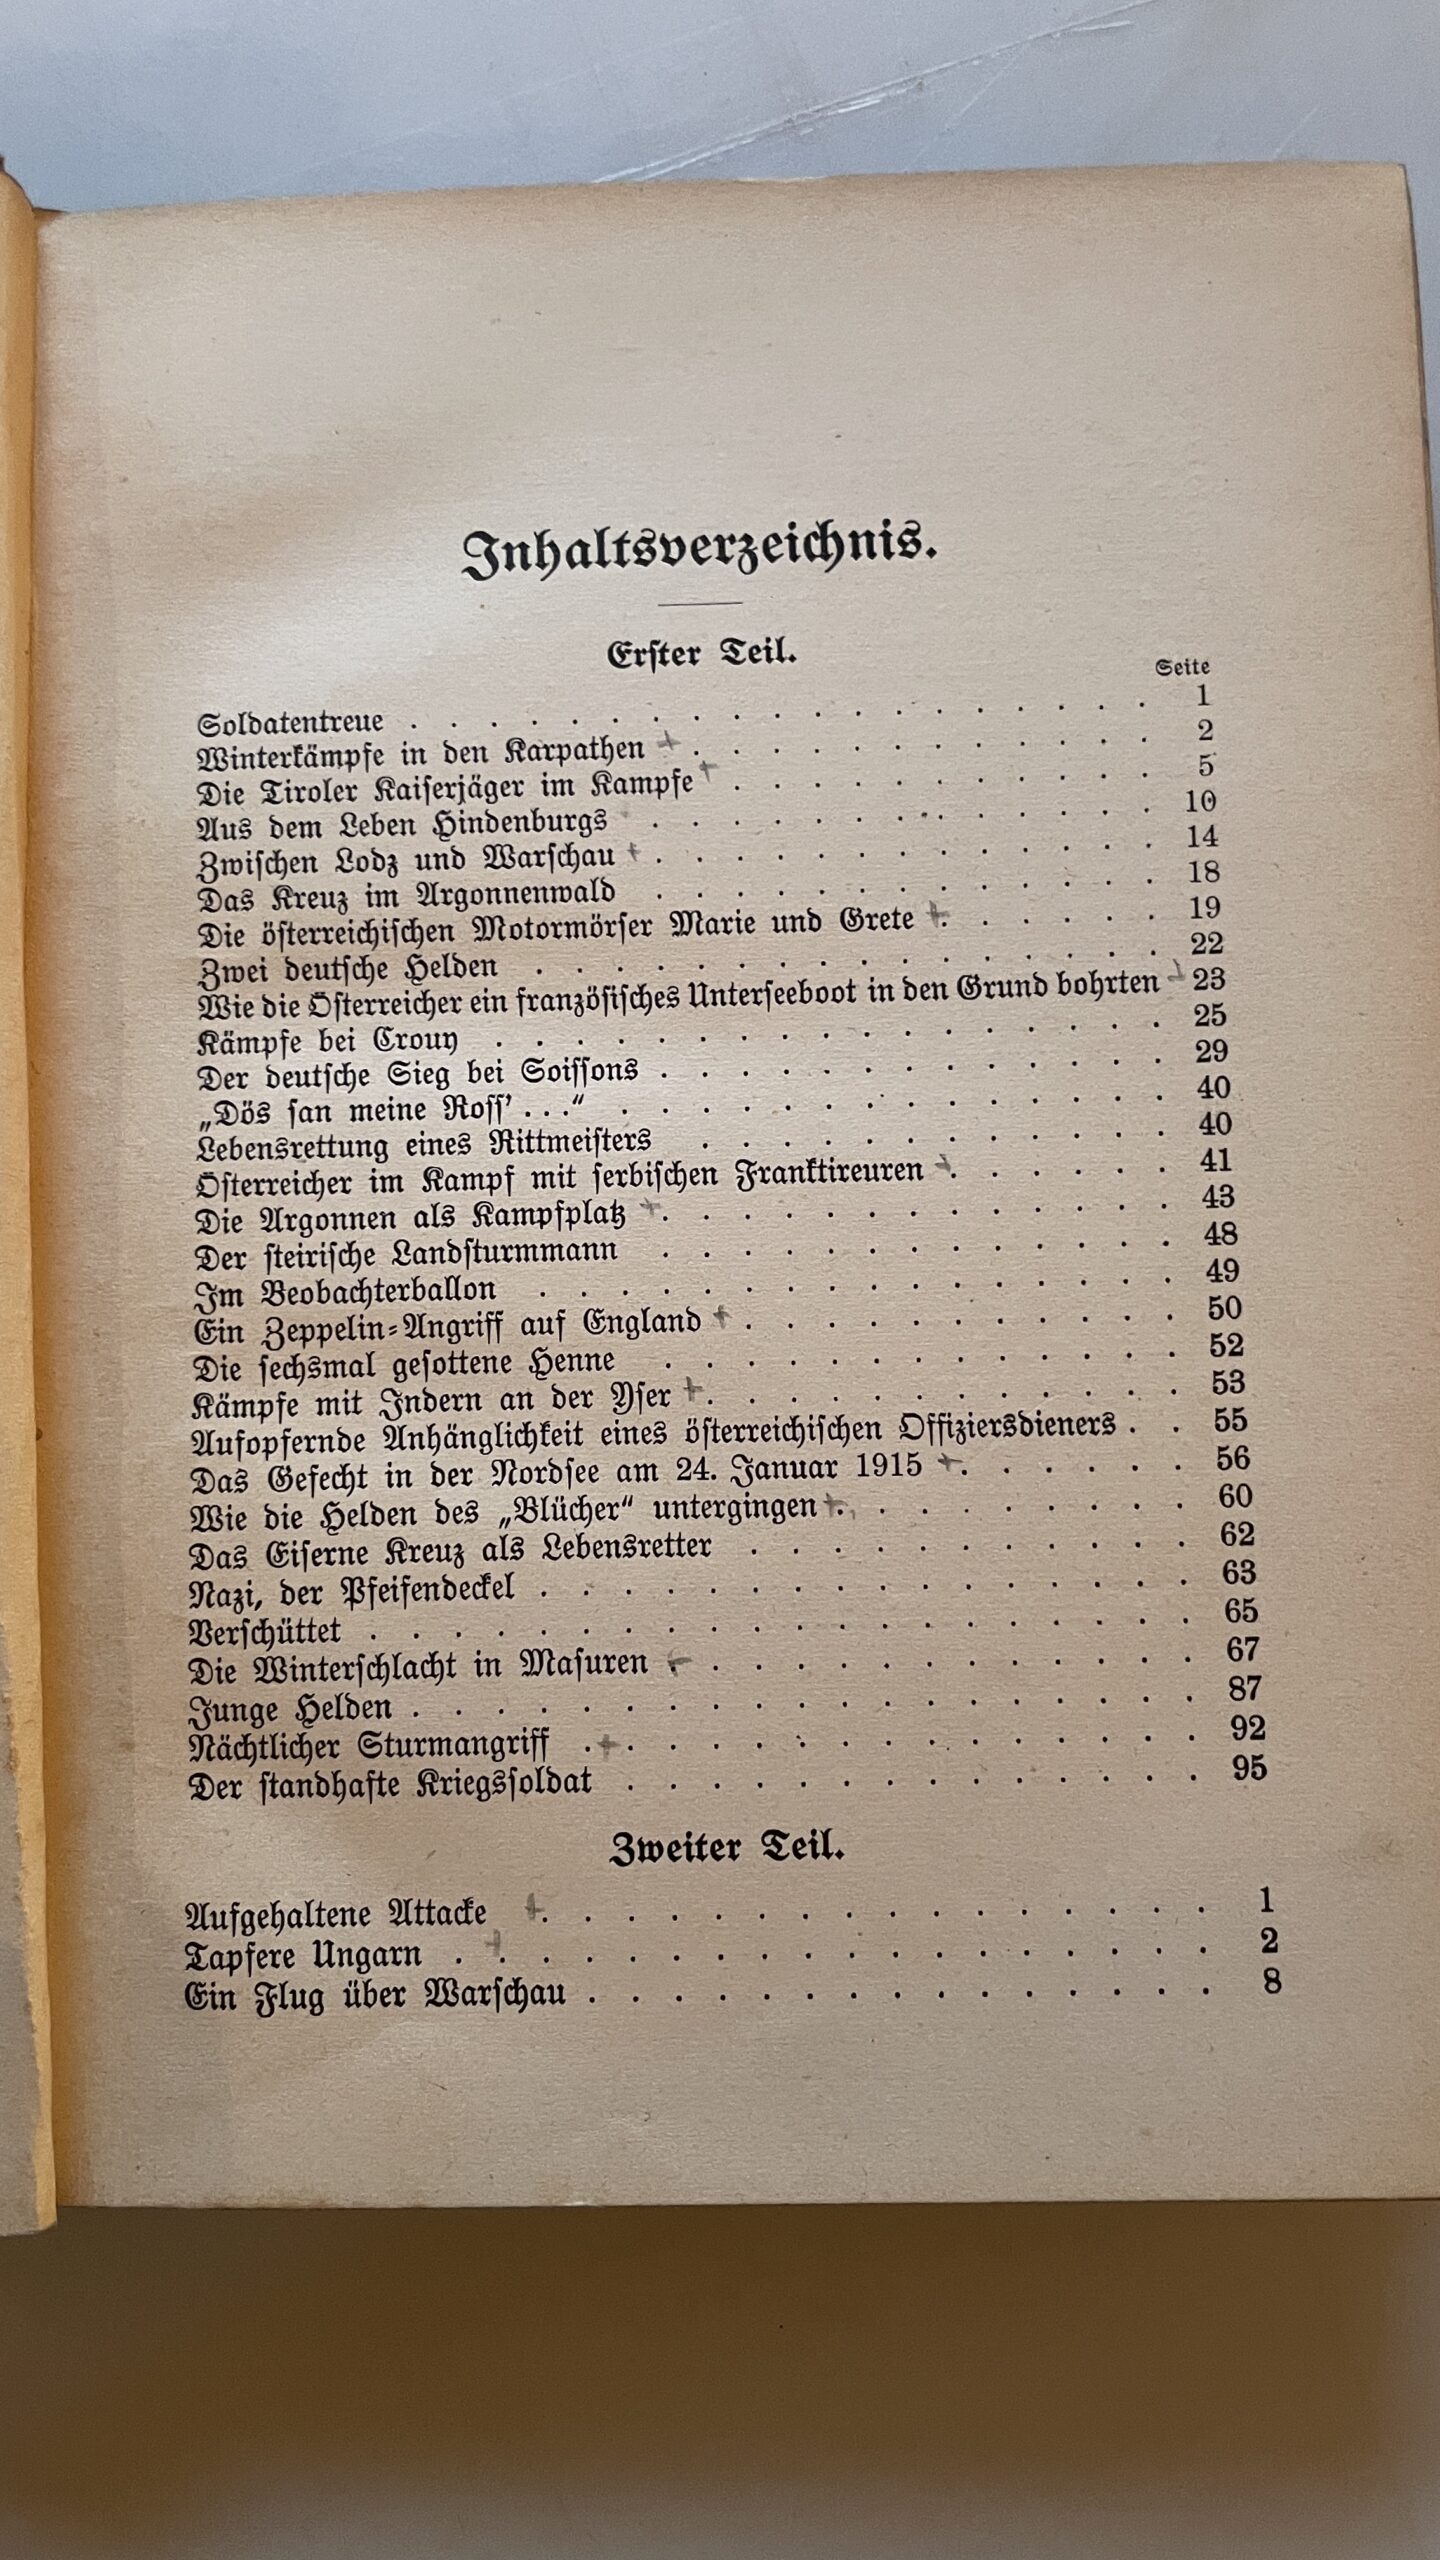 Inhaltsverzeichnis.
Erster Teil.
Seite
Soldatentreue . . . . . . . . . . . . . . . . . . . 1
Winterkämpfe in den Karpathen + . . . . . . . . . . . . 2
Die Tiroler Kaiserjäger im Kampfe + . . . . . . . . . . . 5
Aus dem Leben Hindenburgs . . . . . . . . . . . . . 10
Zwischen Lodz und Warschau + . . . . . . . . . . . . . 14
Das Kreuz im Argonnenwald . . . . . . . . . . . . . 18
Die österreichischen Motormörser Marie und Grete + . . . . . . 19
Zwei deutsche Helden . . . . . . . . . . . . . . . . 22
Wie die Österreicher ein französisches Unterseeboot in den Grund bohrten + 23
Kämpfe bei Crouy . . . . . . . . . . . . . . . . . 25
Der deutsche Sieg bei Soissons . . . . . . . . . . . . . 29
„Dös san meine Ross' . . .“ . . . . . . . . . . . . . . 40
Lebensrettung eines Rittmeisters . . . . . . . . . . . . 40
Österreicher im Kampf mit serbischen Franktireuren + . . . . . . 41
Die Argonnen als Kampfplatz + . . . . . . . . . . . . . 43
Der steirische Landsturmmann . . . . . . . . . . . . . 48
Im Beobachterballon . . . . . . . . . . . . . . . . 49
Ein Zeppelin-Angriff auf England + . . . . . . . . . . . 50
Die sechsmal gesottene Henne . . . . . . . . . . . . . 52
Kämpfe mit Indern an der Yser + . . . . . . . . . . . . 53
Aufopfernde Anhänglichkeit eines österreichischen Offiziersdieners . . 55
Das Gefecht in der Nordsee am 24. Januar 1915 + . . . . . . 56
Wie die Helden des „Blücher“ untergingen + . . . . . . . . . 60
Das Eiserne Kreuz als Lebensretter . . . . . . . . . . . 62
Nazi, der Pfeifendeckel . . . . . . . . . . . . . . . . 63
Verschüttet . . . . . . . . . . . . . . . . . . . . 65
Die Winterschlacht in Masuren + . . . . . . . . . . . . . 67
Junge Helden . . . . . . . . . . . . . . . . . . . 87
Nächtlicher Sturmangriff . + . . . . . . . . . . . . . . 92
Der standhafte Kriegssoldat . . . . . . . . . . . . . . 95
Zweiter Teil.
Aufgehaltene Attacke + . . . . . . . . . . . . . . . . 1
Tapfere Ungarn . + . . . . . . . . . . . . . . . . . 2
Ein Flug über Warschau . . . . . . . . . . . . . . . 8